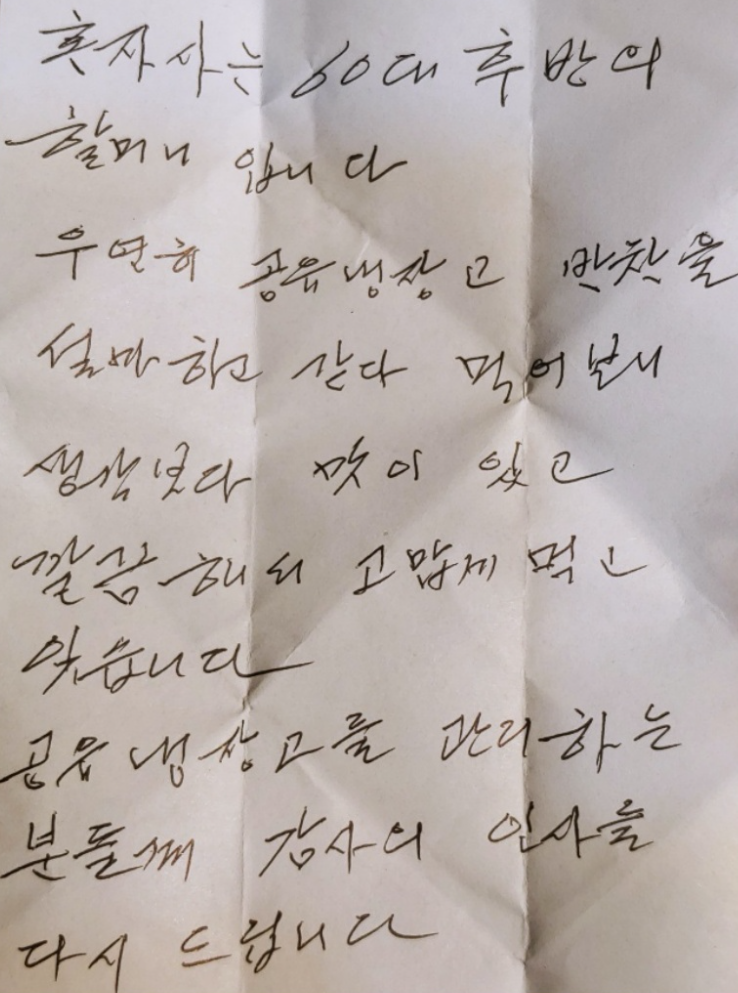 혼자사는 60대 후반의
할머니 입니다
우연히 공유냉장고 반찬을
설마하고 갇다 먹어보니
생각보다 맛이 있고
깔끔해서 고맙게 먹고
있습니다
공유냉장고를 관리하는
분들께 감사의 인사를
다시 드립니다